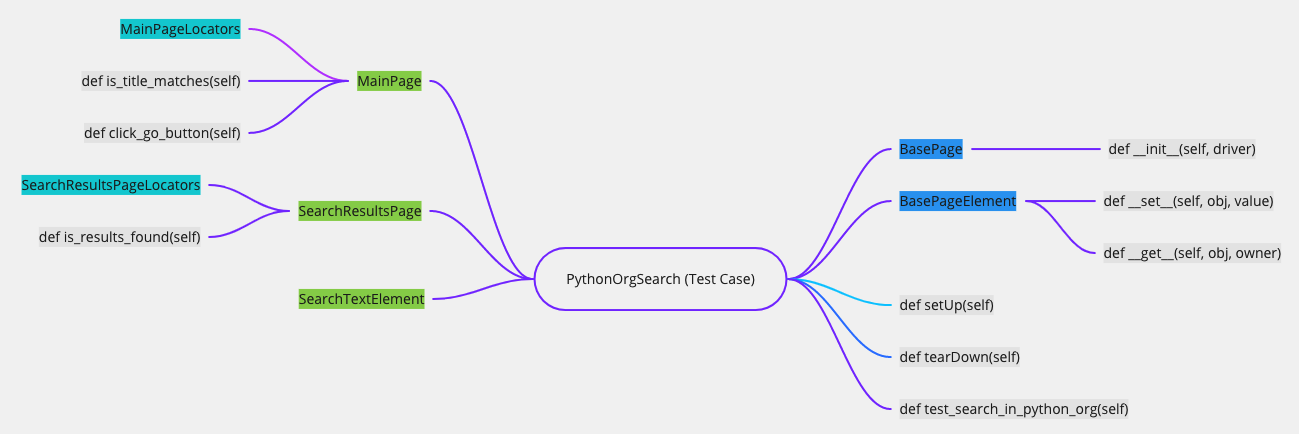 MainPageLocators
def is_title_matches(self)
MainPage
def click_go_button(self)
SearchResultsPageLocators
SearchResultsPage
def is_results_found(self)
SearchTextElement
PythonOrgSearch (Test Case)
BasePage
def __init__(self, driver)
BasePageElement
def __set__(self, obj, value)
def __get__(self, obj, owner)
def setUp(self)
def tearDown(self)
def test_search_in_python_org(self)